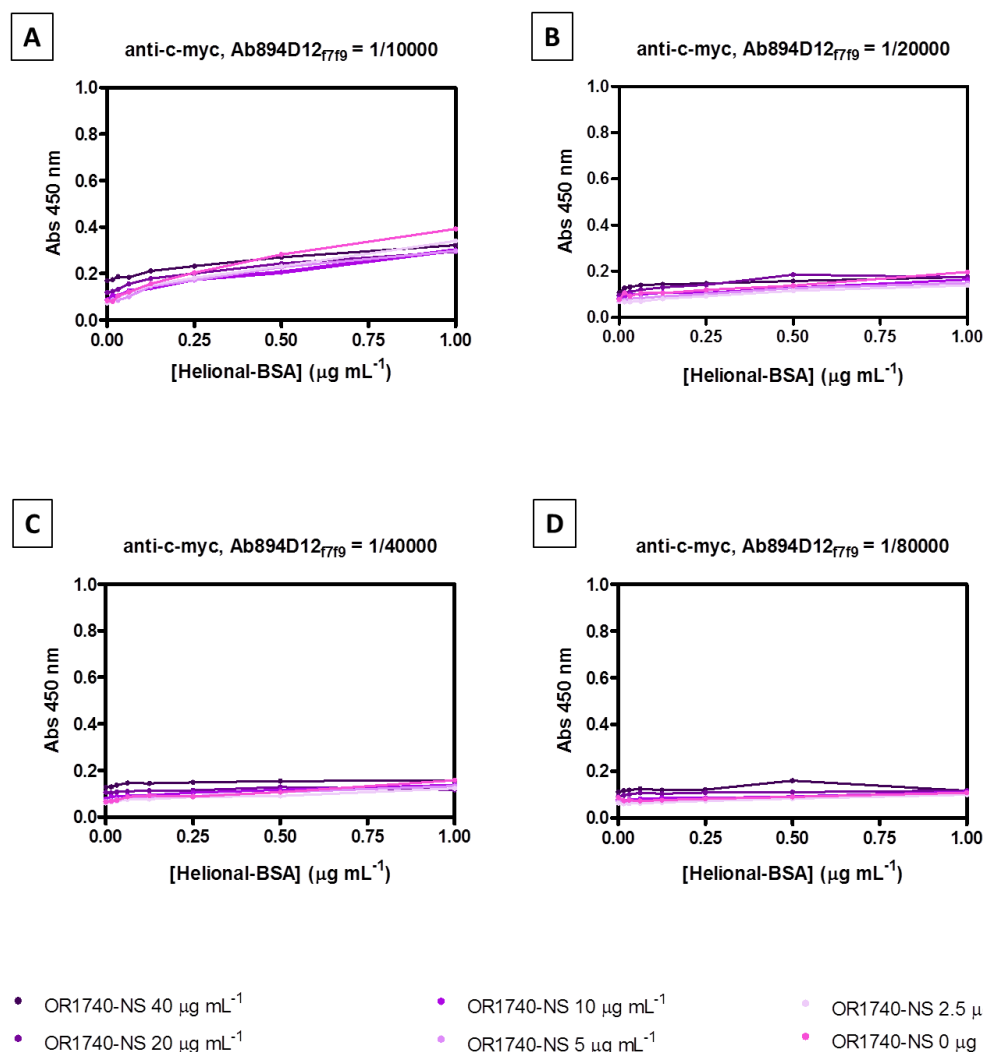 A
anti-c-myc, Ab894D12f7f9 = 1/10000
1.0
0.8
0.6
0.4
0.2
0.0
Abs 450 nm
0.00 0.25 0.50 0.75 1.00
[Helional-BSA] (μg mL-1)
B
anti-c-myc, Ab894D12f7f9 = 1/20000
1.0
0.8
0.6
0.4
0.2
0.0
Abs 450 nm
0.00 0.25 0.50 0.75 1.00
[Helional-BSA] (μg mL-1)
C
anti-c-myc, Ab894D12f7f9 = 1/40000
1.0
0.8
0.6
0.4
0.2
0.0
Abs 450 nm
0.00 0.25 0.50 0.75 1.00
[Helional-BSA] (μg mL-1)
D
anti-c-myc, Ab894D12f7f9 = 1/80000
1.0
0.8
0.6
0.4
0.2
0.0
Abs 450 nm
0.00 0.25 0.50 0.75 1.00
[Helional-BSA] (μg mL-1)
OR1740-NS 40 μg mL-1
OR1740-NS 20 μg mL-1
OR1740-NS 10 μg mL-1
OR1740-NS 5 μg mL-1
OR1740-NS 2.5 μ
OR1740-NS 0 μg